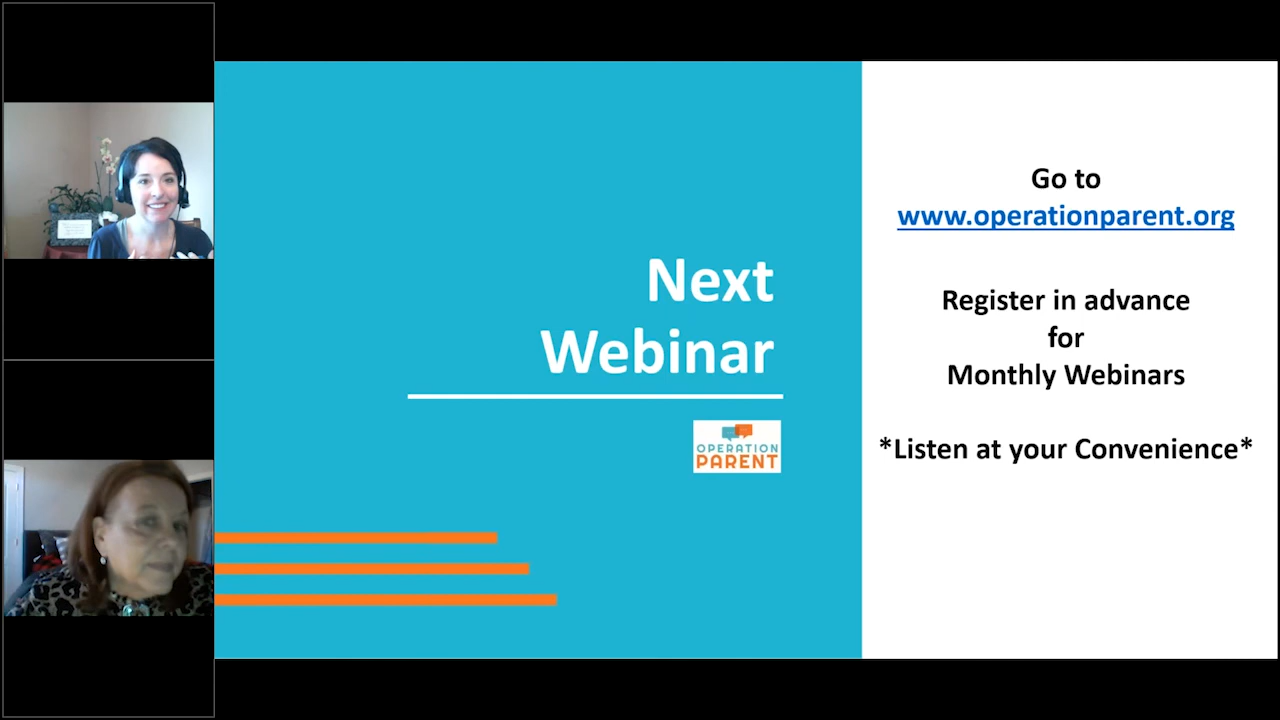 Next
Webinar
OPERATION
PARENT
Go to
www.operationparent.org
Register in advance
for
Monthly Webinars
*Listen at your Convenience*